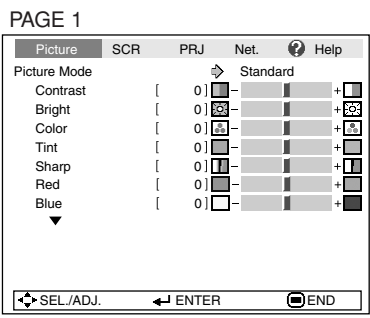 PAGE 1
Picture SCR PRJ Net. ? Help
Picture Mode Standard
Contrast [ 0 ] - +
Bright [ 0 ] - +
Color [ 0 ] - +
Tint [ 0 ] - +
Sharp [ 0 ] - +
Red [ 0 ] - +
Blue [ 0 ] - +
SEL./ADJ. ENTER END